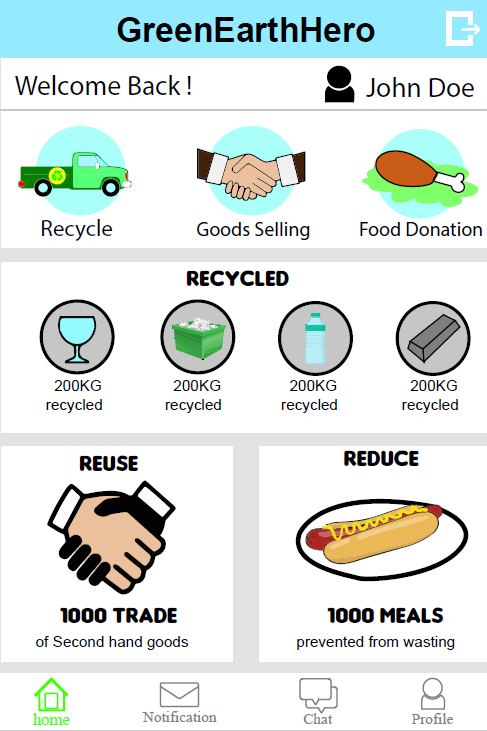 GreenEarthHero
Welcome Back !
John Doe
Recycle
Goods Selling
Food Donation
RECYCLED
200KG
recycled
200KG
recycled
200KG
recycled
200KG
recycled
REUSE
1000 TRADE
of Second hand goods
REDUCE
1000 MEALS
prevented from wasting
home
Notification
Chat
Profile